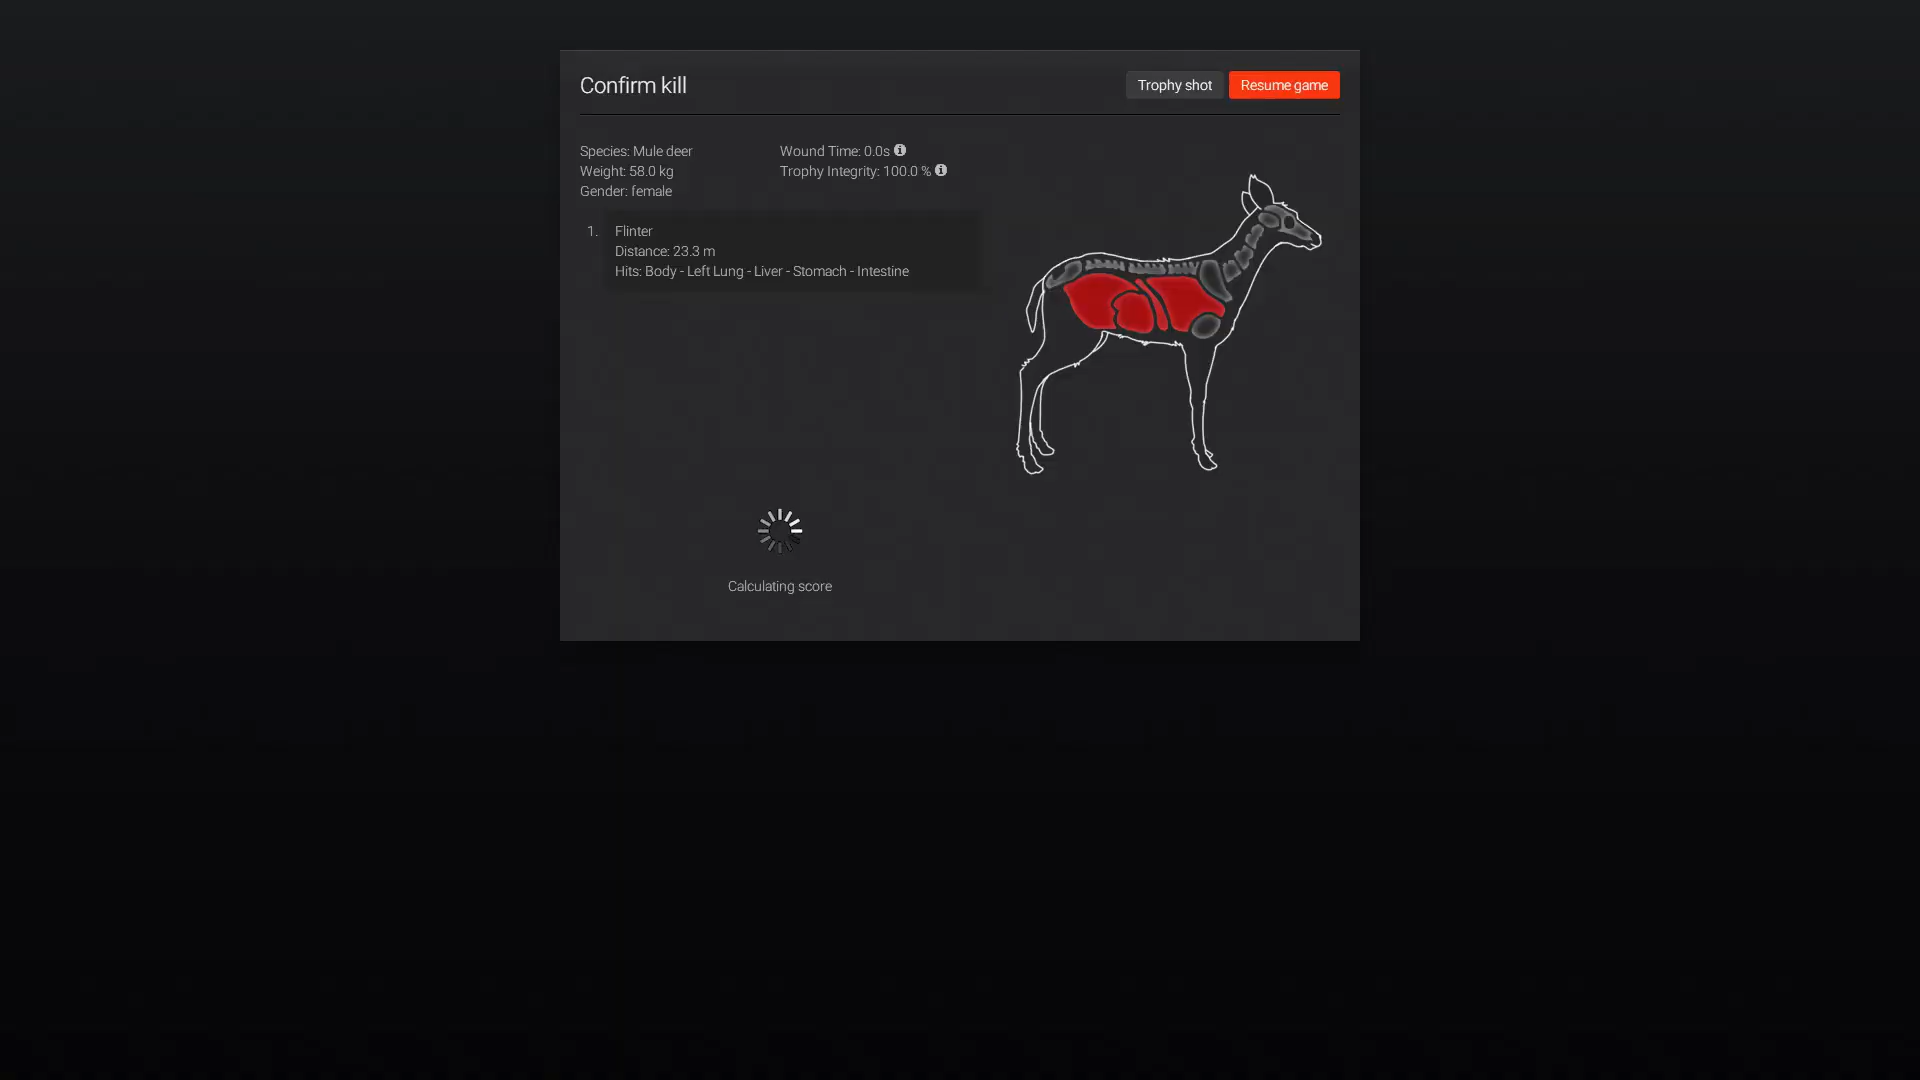 Confirm kill
Trophy shot
Resume game
Species: Mule deer
Weight: 58.0 kg
Gender: female
Wound Time: 0.0s
Trophy Integrity: 100.0 %
1.
Flinter
Distance: 23.3 m
Hits: Body - Left Lung - Liver - Stomach - Intestine
Calculating score